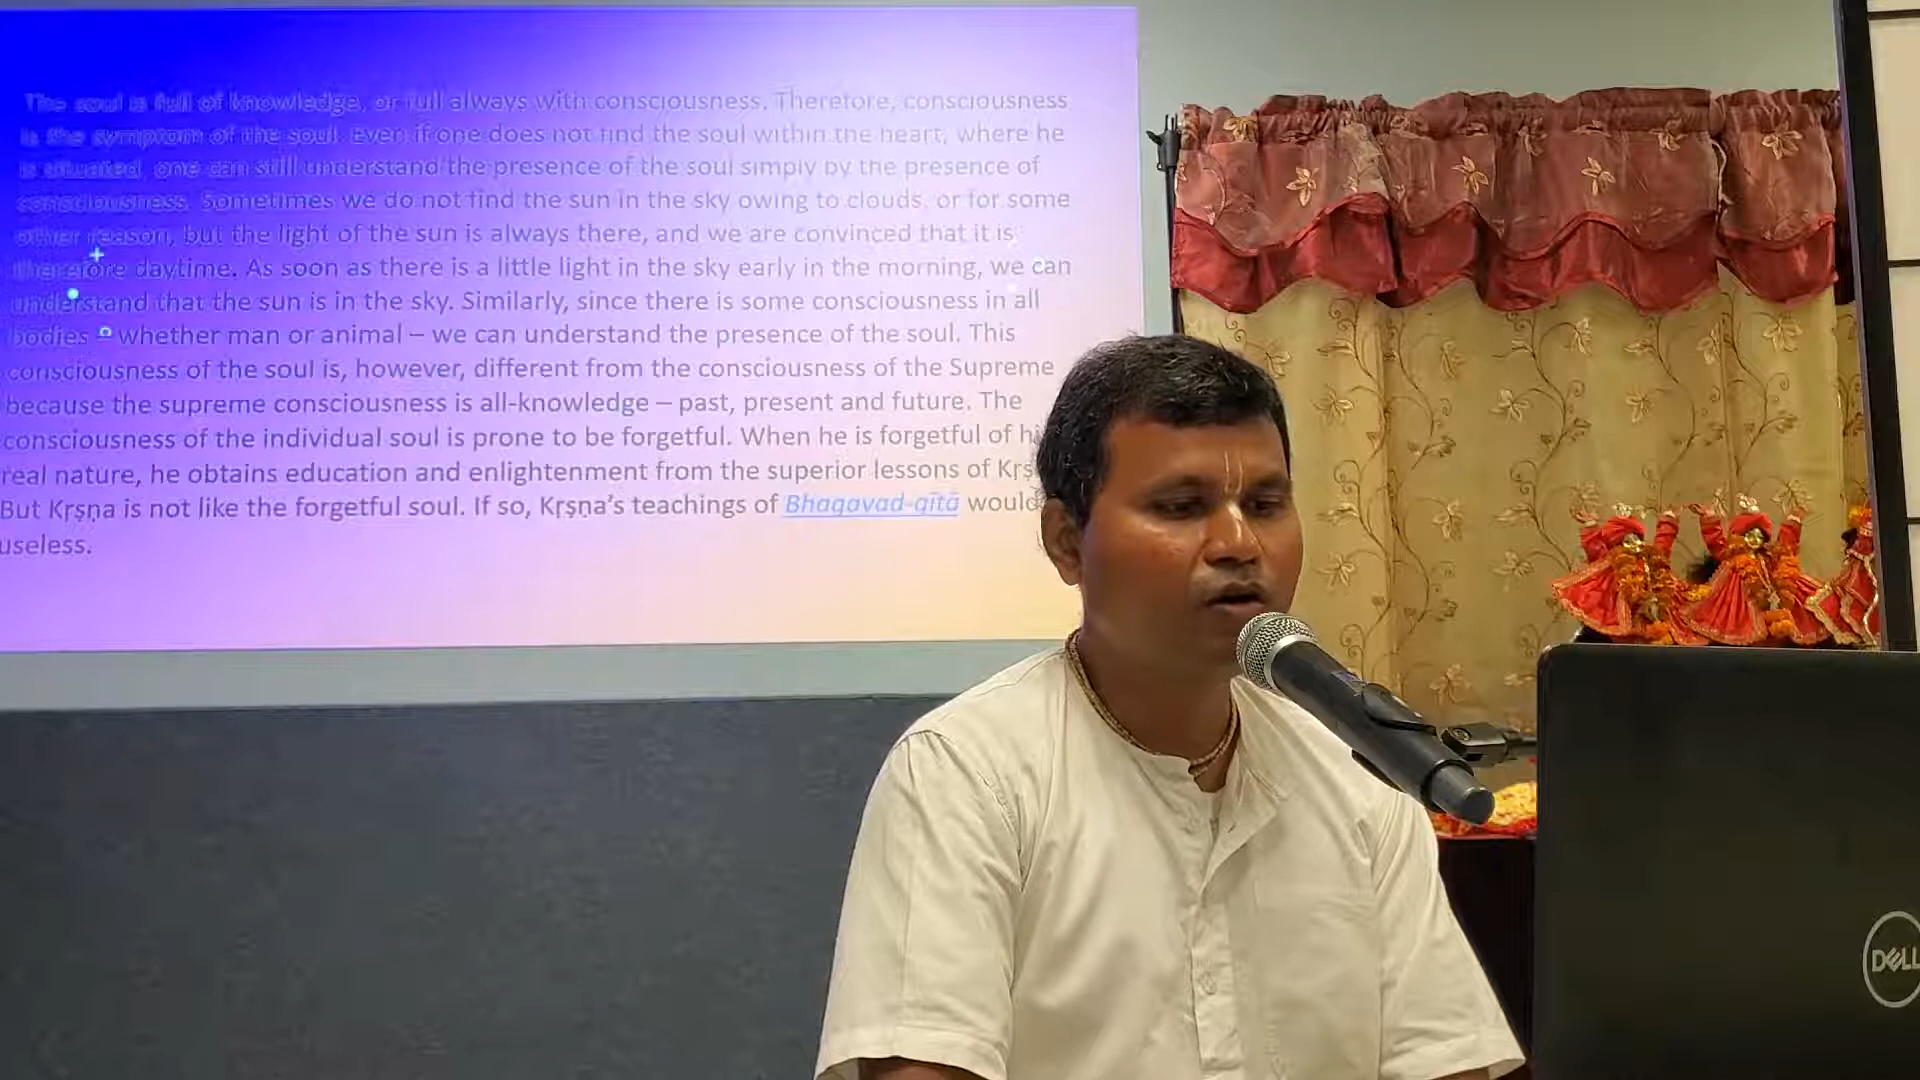 The soul is full of knowledge, or full always with consciousness. Therefore, consciousness
is the symptom of the soul. Even if one does not find the soul within the heart, where he
is situated, one can still understand the presence of the soul simply by the presence of
consciousness. Sometimes we do not find the sun in the sky owing to clouds, or for some
other reason, but the light of the sun is always there, and we are convinced that it is
therefore daytime. As soon as there is a little light in the sky early in the morning, we can
understand that the sun is in the sky. Similarly, since there is some consciousness in all
bodies whether man or animal – we can understand the presence of the soul. This
consciousness of the soul is, however, different from the consciousness of the Supreme
because the supreme consciousness is all-knowledge – past, present and future. The
consciousness of the individual soul is prone to be forgetful. When he is forgetful of
real nature, he obtains education and enlightenment from the superior lessons of
But Kṛṣṇa is not like the forgetful soul. If so, Kṛṣṇa’s teachings of Bhagavad-gītā would
useless.
DELL